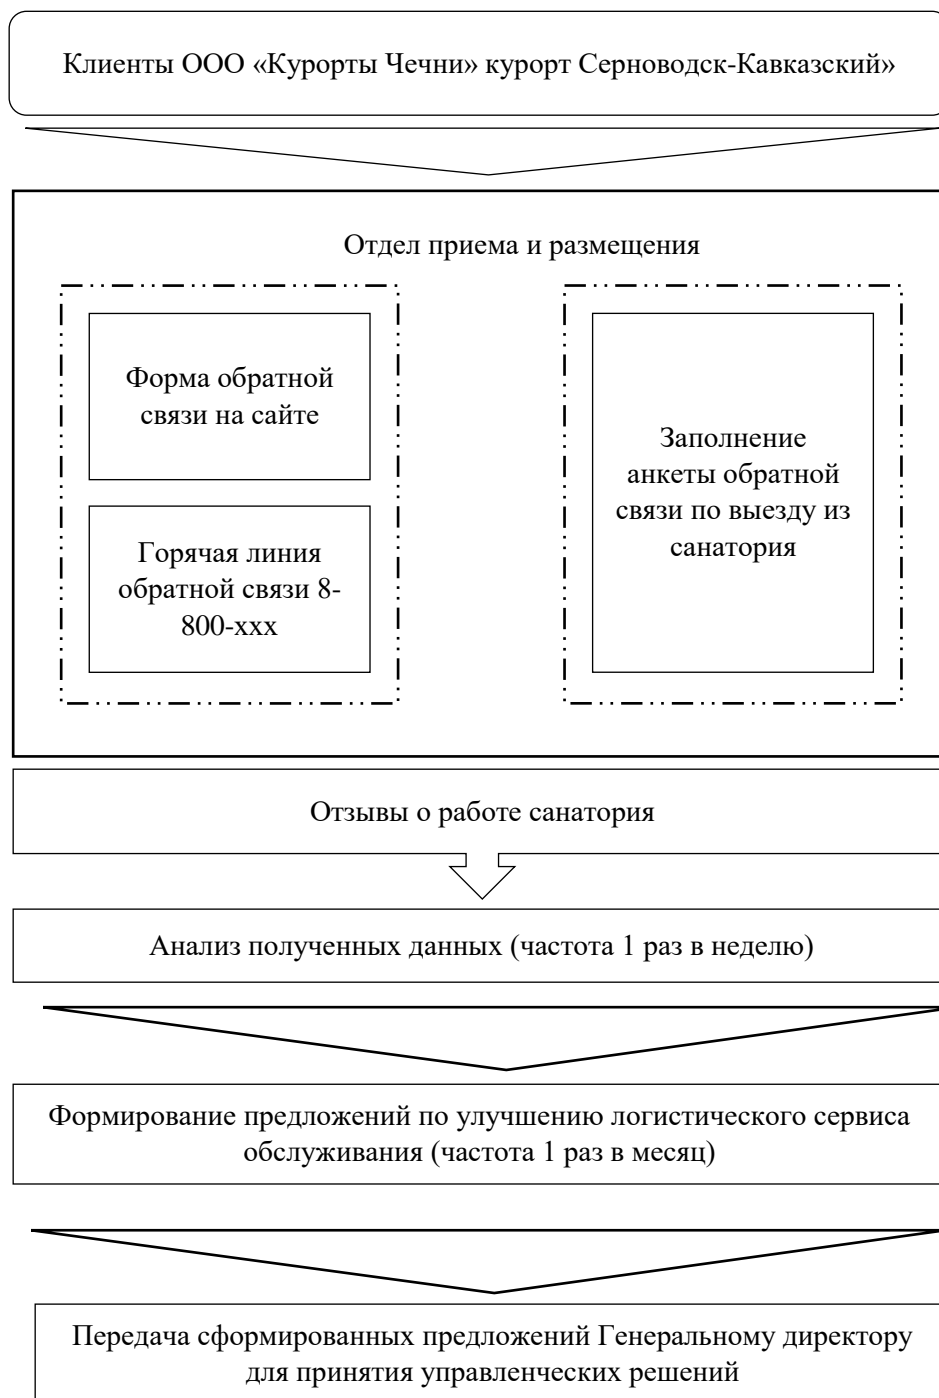 Клиенты ООО «Курорты Чечни» курорт Серноводск-Кавказский»
Отдел приема и размещения
Форма обратной
связи на сайте
Горячая линия
обратной связи 8-
800-xxx
Заполнение
анкеты обратной
связи по выезду из
санатория
Отзывы о работе санатория
Анализ полученных данных (частота 1 раз в неделю)
Формирование предложений по улучшению логистического сервиса
обслуживания (частота 1 раз в месяц)
Передача сформированных предложений Генеральному директору
для принятия управленческих решений